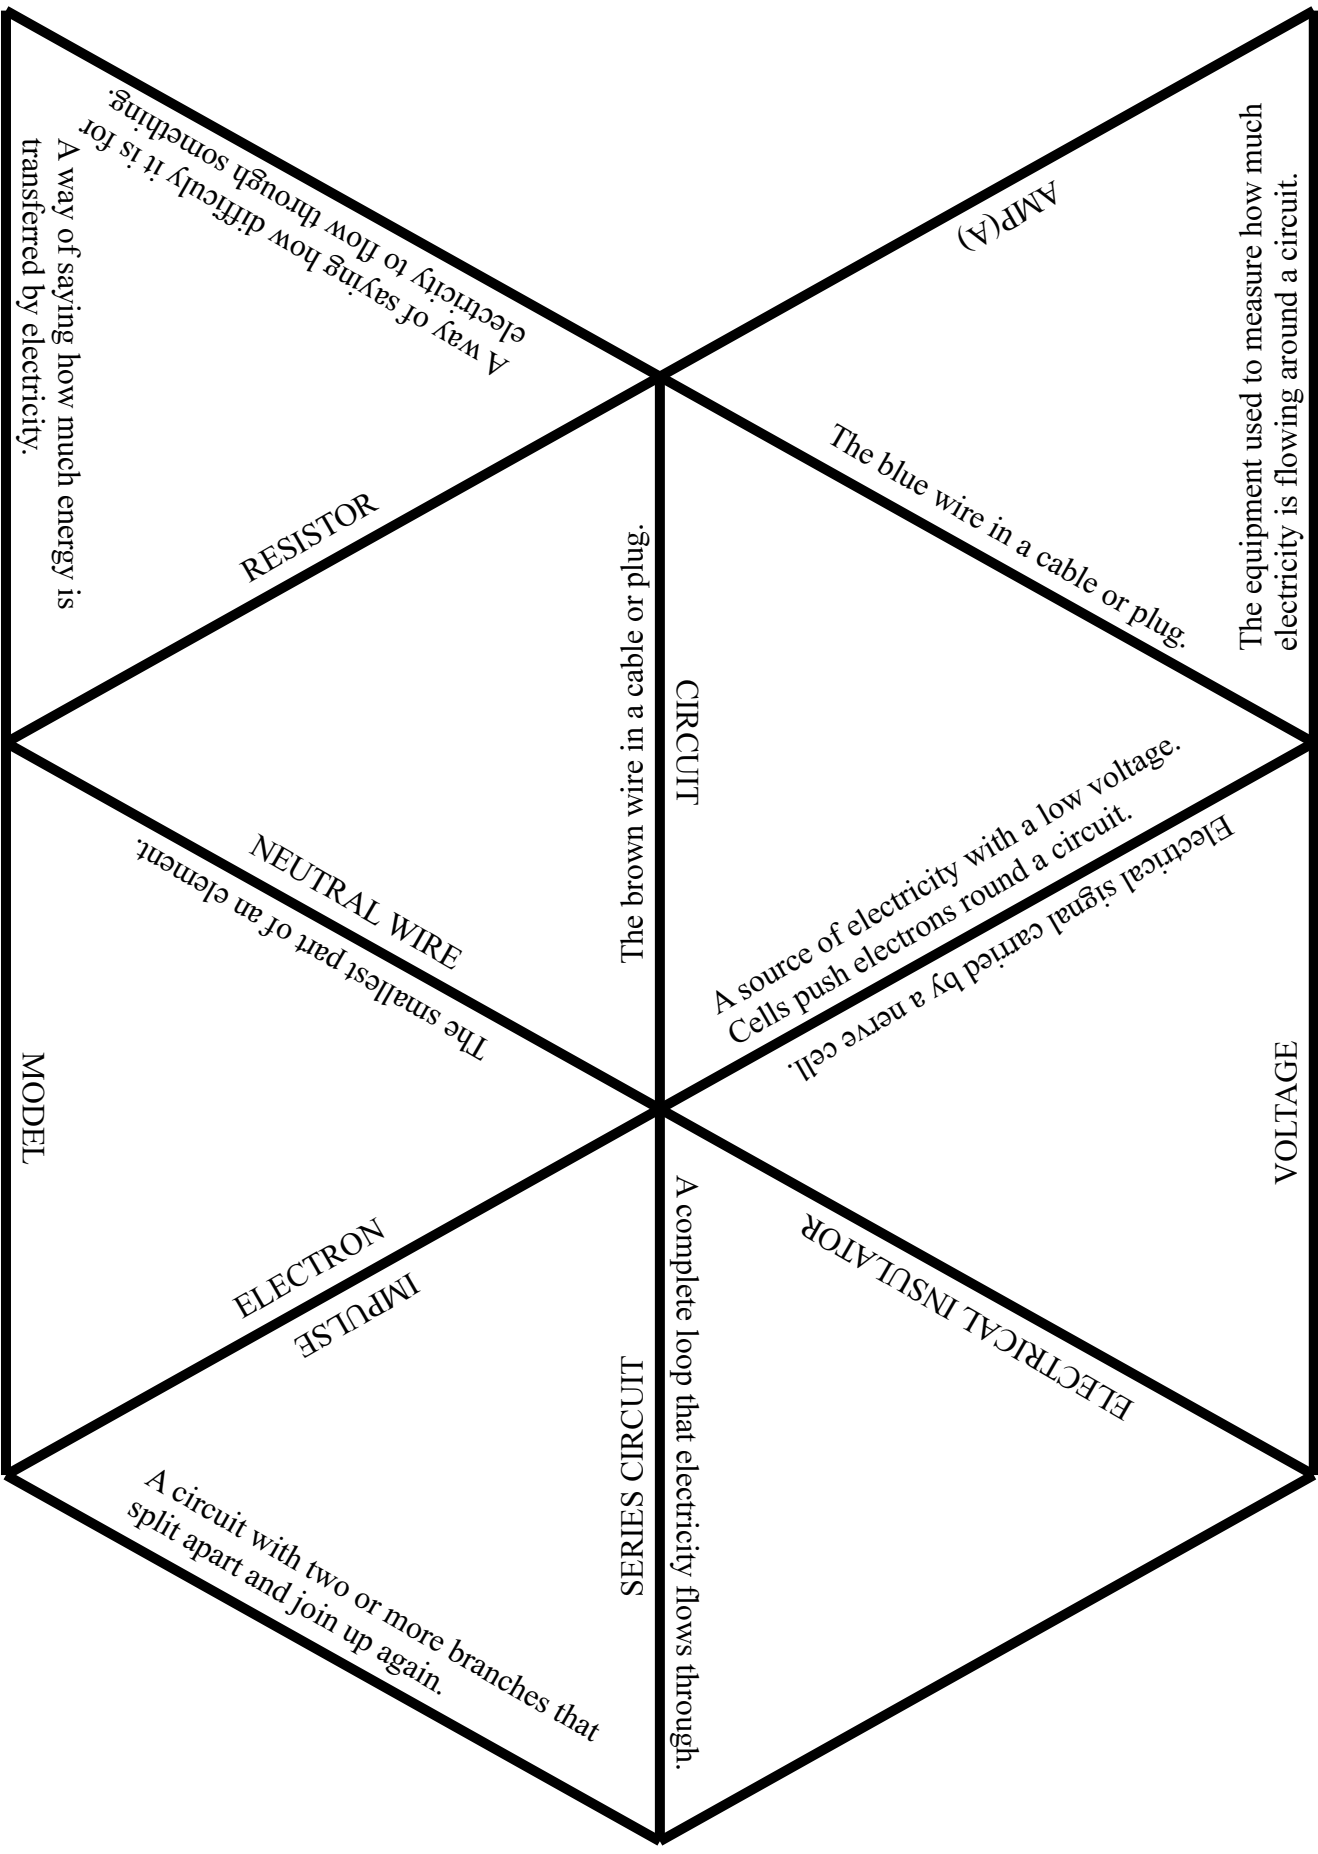 A way of saying how difficuly it is for
electricity to flow through something.
A way of saying how much energy is
transferred by electricity.
AMP(A)
The equipment used to measure how much
electricity is flowing around a circuit.
RESISTOR
The brown wire in a cable or plug.
The blue wire in a cable or plug.
CIRCUIT
A source of electricity with a low voltage.
Cells push electrons round a circuit.
NEUTRAL WIRE
The smallest part of an element.
MODEL
ELECTRON
Electrical signal carried by a nerve cell.
VOLTAGE
ELECTRICAL INSULATOR
IMPULSE
SERIES CIRCUIT
A circuit with two or more branches that
split apart and join up again.
A complete loop that electricity flows through.